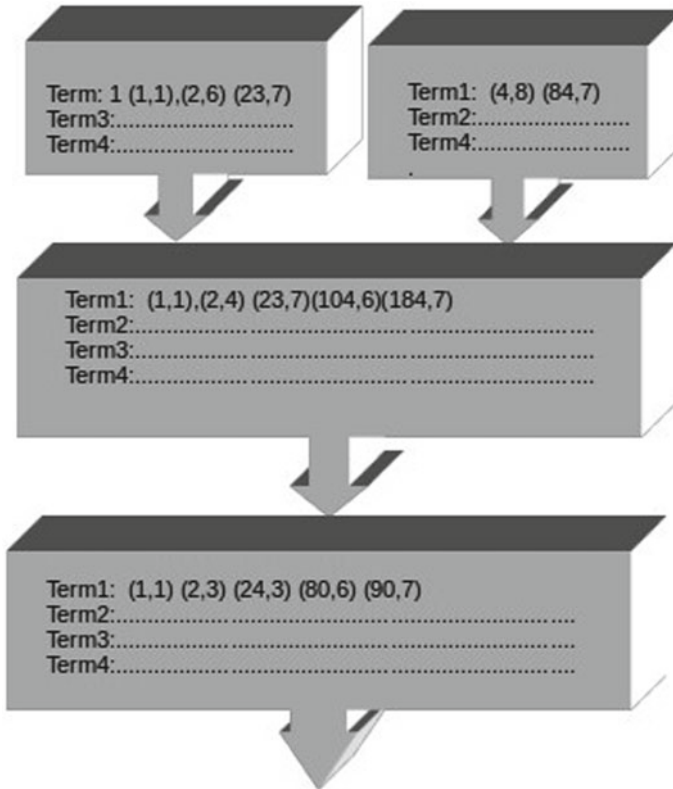 Term: 1 (1,1),(2,6) (23,7)
Term3:..............................
Term4:..............................
Term1:  (4,8) (84,7)
Term2:.........................
Term4:.........................
.
Term1:  (1,1),(2,4) (23,7)(104,6)(184,7)
Term2:..............................................................................
Term3:..............................................................................
Term4:..............................................................................
Term1:  (1,1) (2,3) (24,3) (80,6) (90,7)
Term2:..............................................................................
Term3:..............................................................................
Term4:..............................................................................